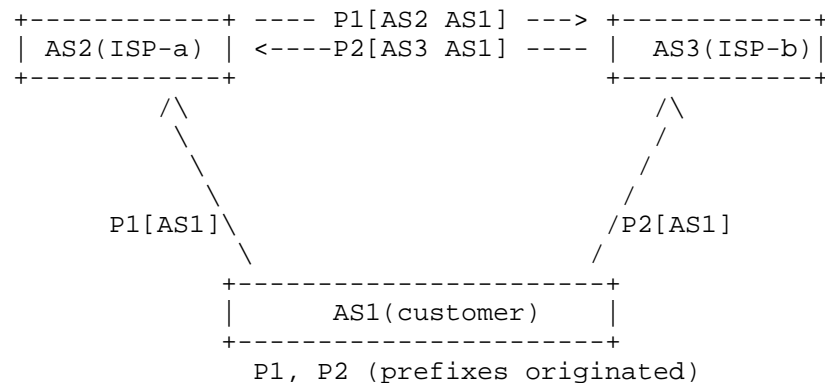 +------------+ ---- P1[AS2 AS1] ---> +------------+
| AS2(ISP-a) | <----P2[AS3 AS1] ---- | AS3(ISP-b)|
+------------+ +------------+
/\ /\
\ /
\ /
\ /
P1[AS1]\ /P2[AS1]
\ /
+-----------------------+
| AS1(customer) |
+-----------------------+
P1, P2 (prefixes originated)